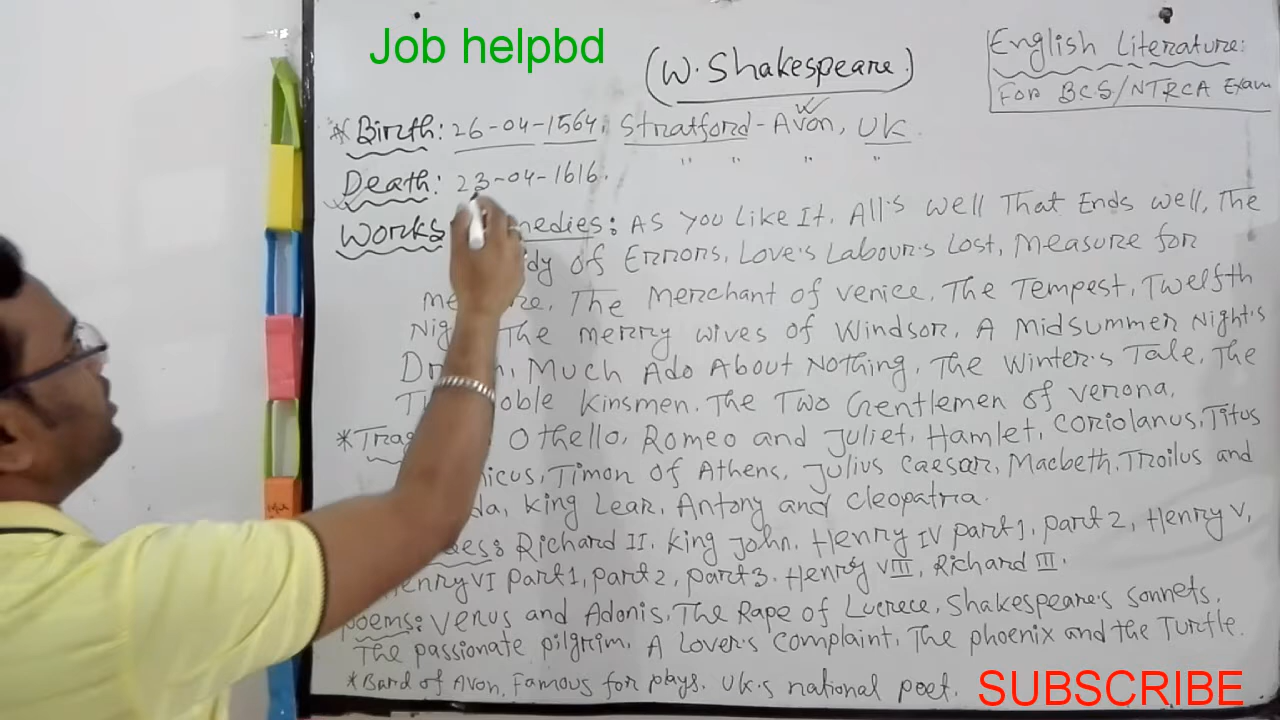 Job helpbd
(W. Shakespeare.)
English Literature:
For BCS/NTRCA Exam
* Birth: 26-04-1564, Stratford-Avon, UK.
Death: 23-04-1616. " " " "
Works medies: As You Like It, All's Well That Ends Well, The
dy of Errors, Love's Labour's Lost, Measure for
Me re, The Merchant of Venice, The Tempest, Twelfth
Nig The Merry Wives of Windsor, A Midsummer Night's
Dr m, Much Ado About Nothing, The Winter's Tale, The
T oble Kinsmen, The Two Gentlemen of Verona.
* Trag Othello, Romeo and Juliet, Hamlet, Coriolanus, Titus
nicus, Timon of Athens, Julius Caesar, Macbeth, Troilus and
da, King Lear, Antony and Cleopatra.
es: Richard II, King John, Henry IV Part 1, Part 2, Henry V,
Henry VI Part 1, Part 2, Part 3, Henry VIII, Richard III.
Poems: Venus and Adonis, The Rape of Lucrece, Shakespeare's Sonnets,
The passionate pilgrim, A Lover's Complaint, The phoenix and the Turtle.
* Bard of Avon, Famous for plays, UK's national poet.
SUBSCRIBE